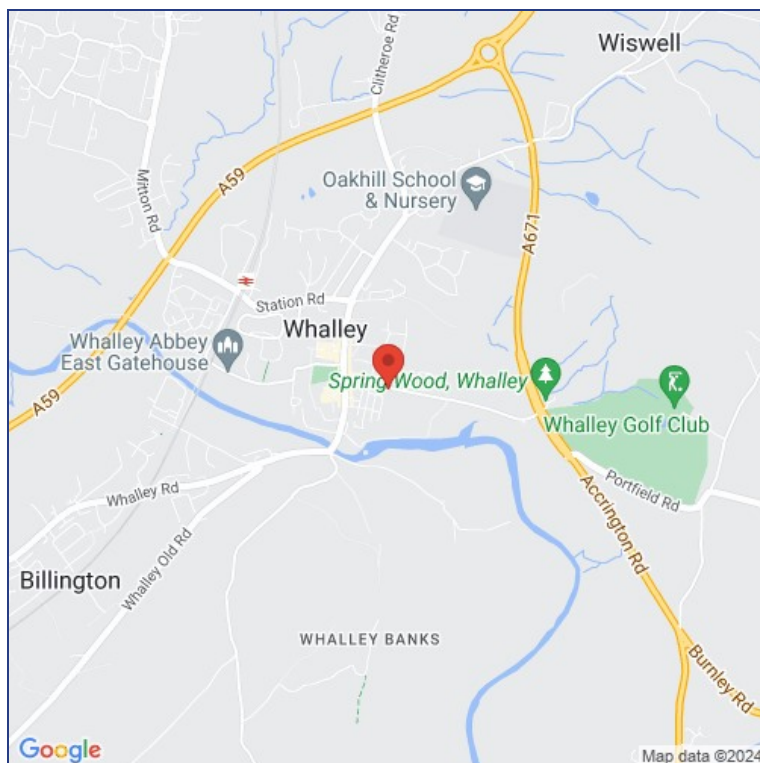 Wiswell
Clitheroe Rd
A59
Mitton Rd
Oakhill School
& Nursery
A671
Station Rd
Whalley
Whalley Abbey
East Gatehouse
Spring Wood, Whalley
Whalley Golf Club
A59
Portfield Rd
Whalley Rd
Accrington Rd
Whalley Old Rd
Billington
WHALLEY BANKS
Burnley Rd
Google
Map data ©2024